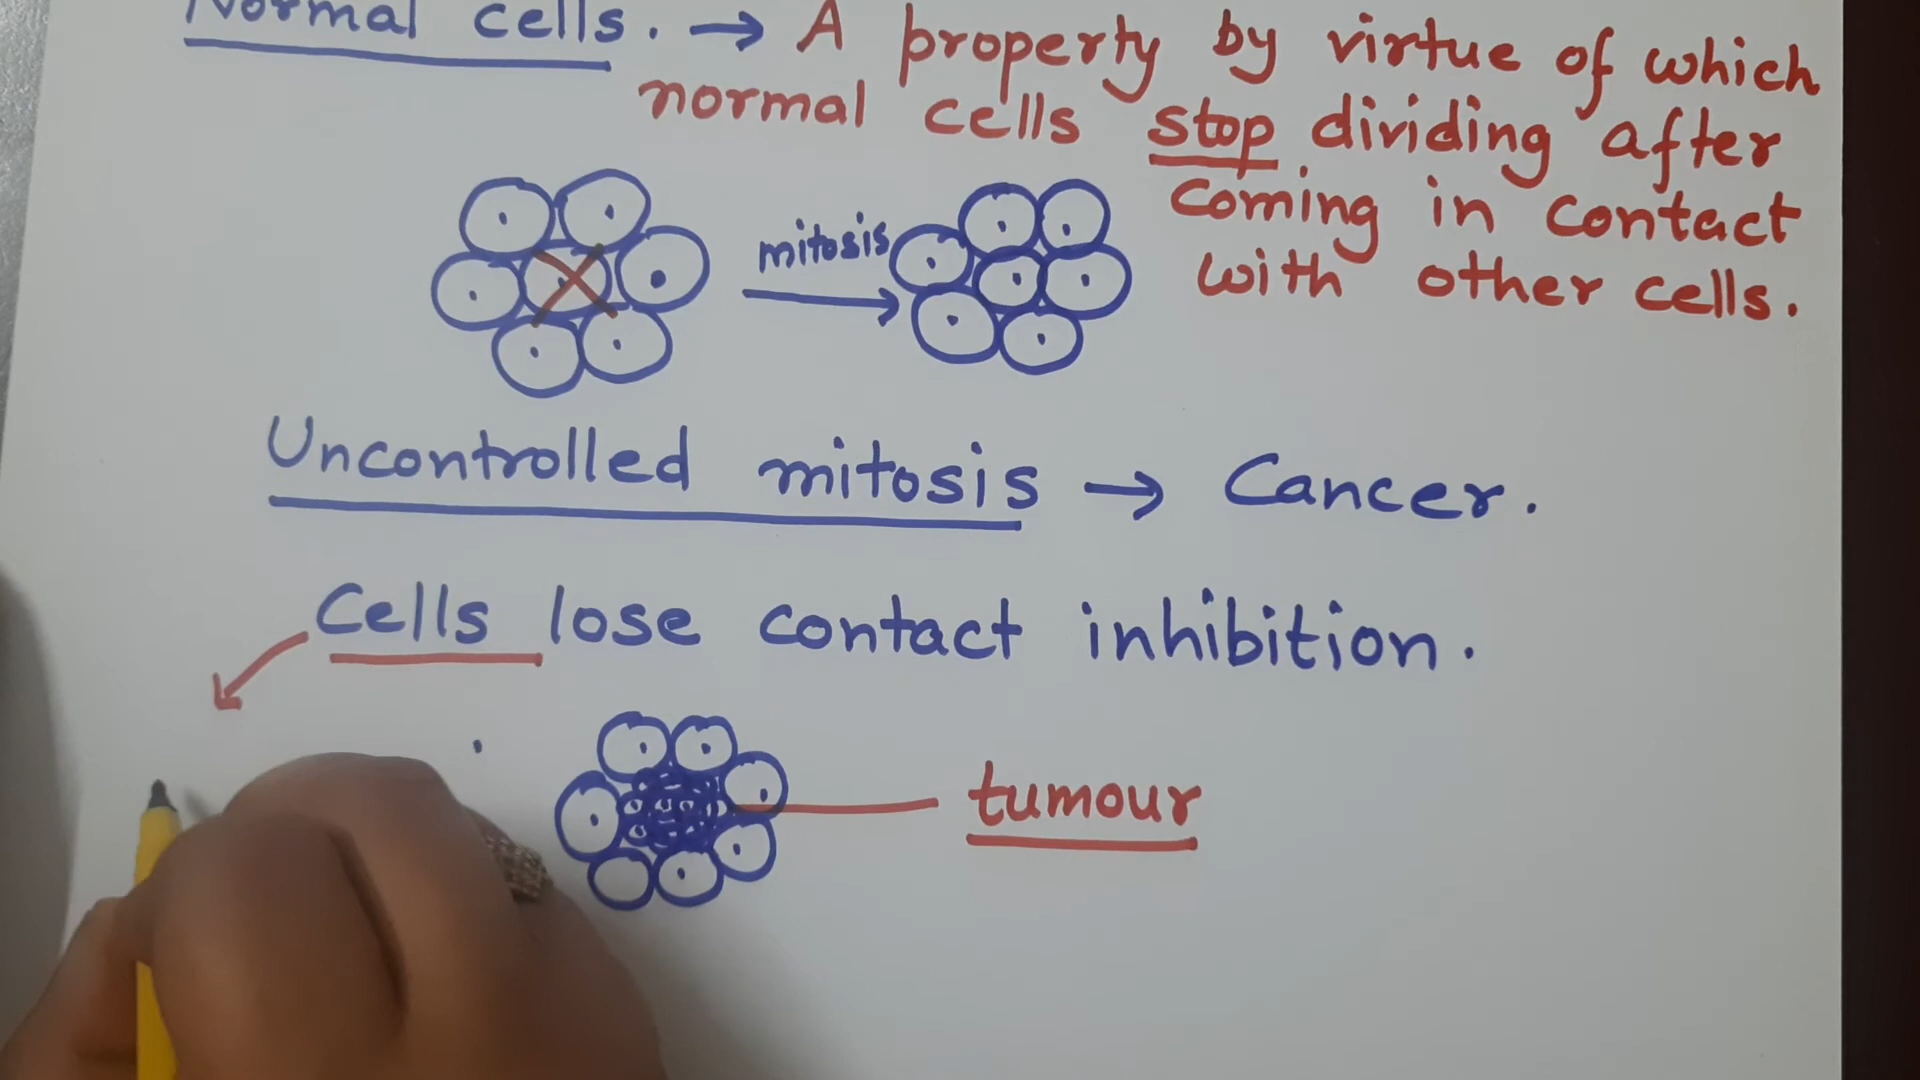 Normal cells. → A property by virtue of which
normal cells stop dividing after
coming in contact
with other cells.
mitosis
Uncontrolled mitosis → Cancer.
Cells lose contact inhibition.
tumour